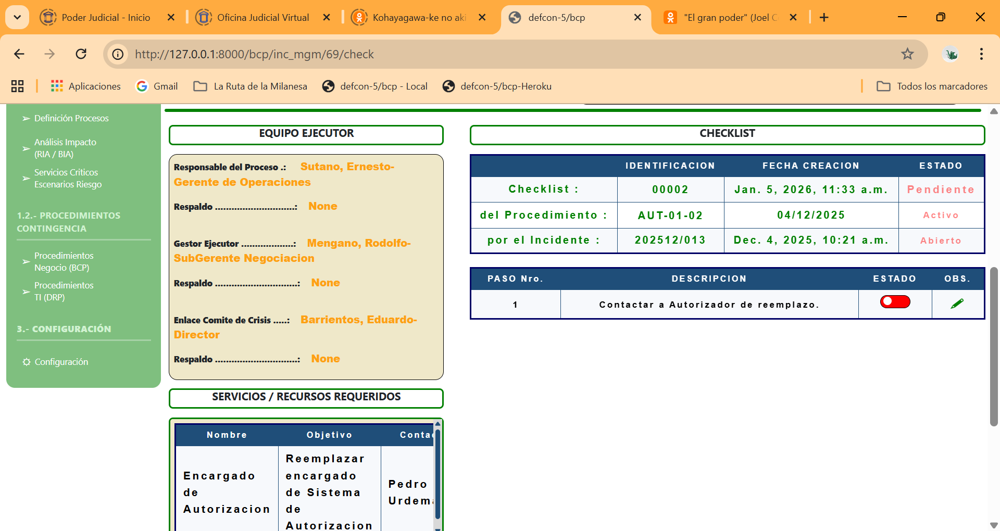 Poder Judicial - Inicio
Oficina Judicial Virtual
Kohayagawa-ke no aki
defcon-5/bcp
"El gran poder" (Joel C
http://127.0.0.1:8000/bcp/inc_mgm/69/check
Aplicaciones
Gmail
La Ruta de la Milanesa
defcon-5/bcp - Local
defcon-5/bcp-Heroku
Todos los marcadores
➢ Definición Procesos
➢ Análisis Impacto
(RIA / BIA)
➢ Servicios Criticos
Escenarios Riesgo
1.2.- PROCEDIMIENTOS
CONTINGENCIA
➢ Procedimientos
Negocio (BCP)
➢ Procedimientos
TI (DRP)
3.- CONFIGURACIÓN
Configuración
EQUIPO EJECUTOR
Responsable del Proceso .: Sutano, Ernesto-
Gerente de Operaciones
Respaldo .............................: None
Gestor Ejecutor ...................: Mengano, Rodolfo-
SubGerente Negociacion
Respaldo ..............................: None
Enlace Comite de Crisis .....: Barrientos, Eduardo-
Director
Respaldo ..............................: None
SERVICIOS / RECURSOS REQUERIDOS
Nombre Objetivo Contac
Encargado
de
Autorizacion
Reemplazar
encargado
de Sistema
de
Autorizacion
Pedro
Urdema
CHECKLIST
IDENTIFICACION FECHA CREACION ESTADO
Checklist : 00002 Jan. 5, 2026, 11:33 a.m. Pendiente
del Procedimiento : AUT-01-02 04/12/2025 Activo
por el Incidente : 202512/013 Dec. 4, 2025, 10:21 a.m. Abierto
PASO Nro. DESCRIPCION ESTADO OBS.
1 Contactar a Autorizador de reemplazo.